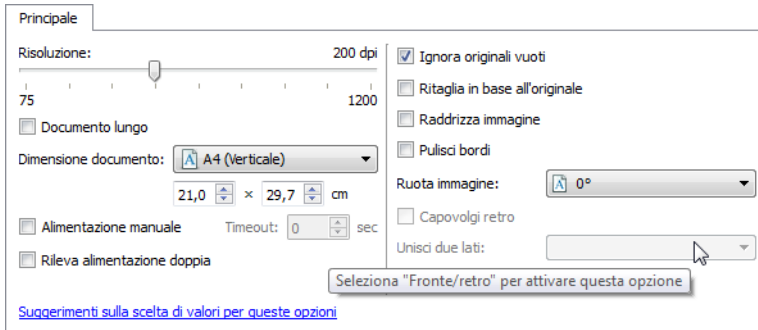 Principale
Risoluzione: 200 dpi
75 1200
Documento lungo
Dimensione documento: A4 (Verticale)
21,0 × 29,7 cm
Alimentazione manuale Timeout: 0 sec
Rileva alimentazione doppia
Suggerimenti sulla scelta di valori per queste opzioni
Ignora originali vuoti
Ritaglia in base all'originale
Raddrizza immagine
Pulisci bordi
Ruota immagine: 0°
Capovolgi retro
Unisci due lati:
Seleziona "Fronte/retro" per attivare questa opzione